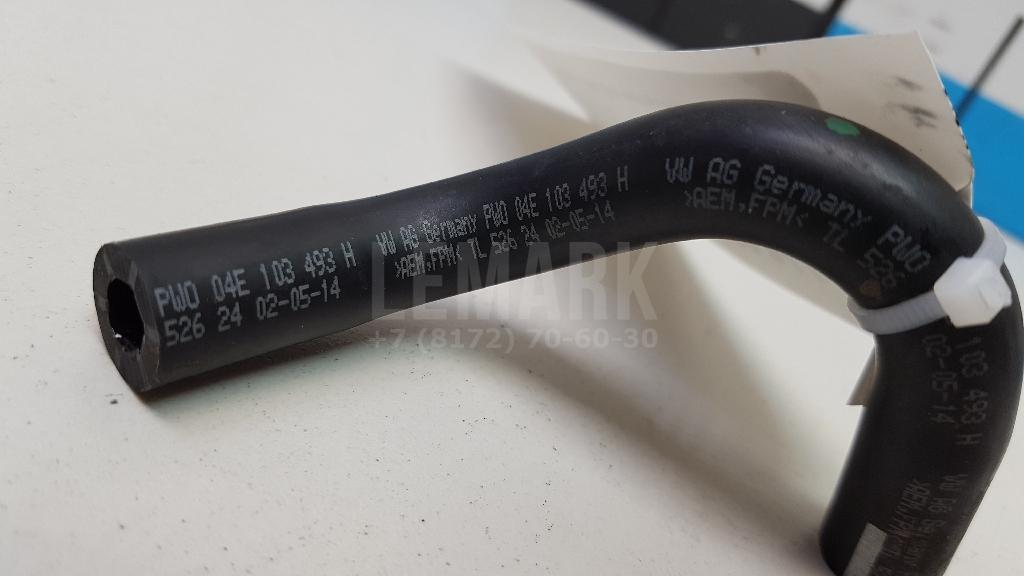 PWO 04E 103 493 H VW AG Germany PWO 04E 103 493 H VW AG Germany PWO
526 24 02-05-14 >AEM,FPM< TL 526 24 02-05-14 >AEM,FPM< TL 526
103 493 H
02-05-14
LEMARK
+7 (8172) 70-60-30